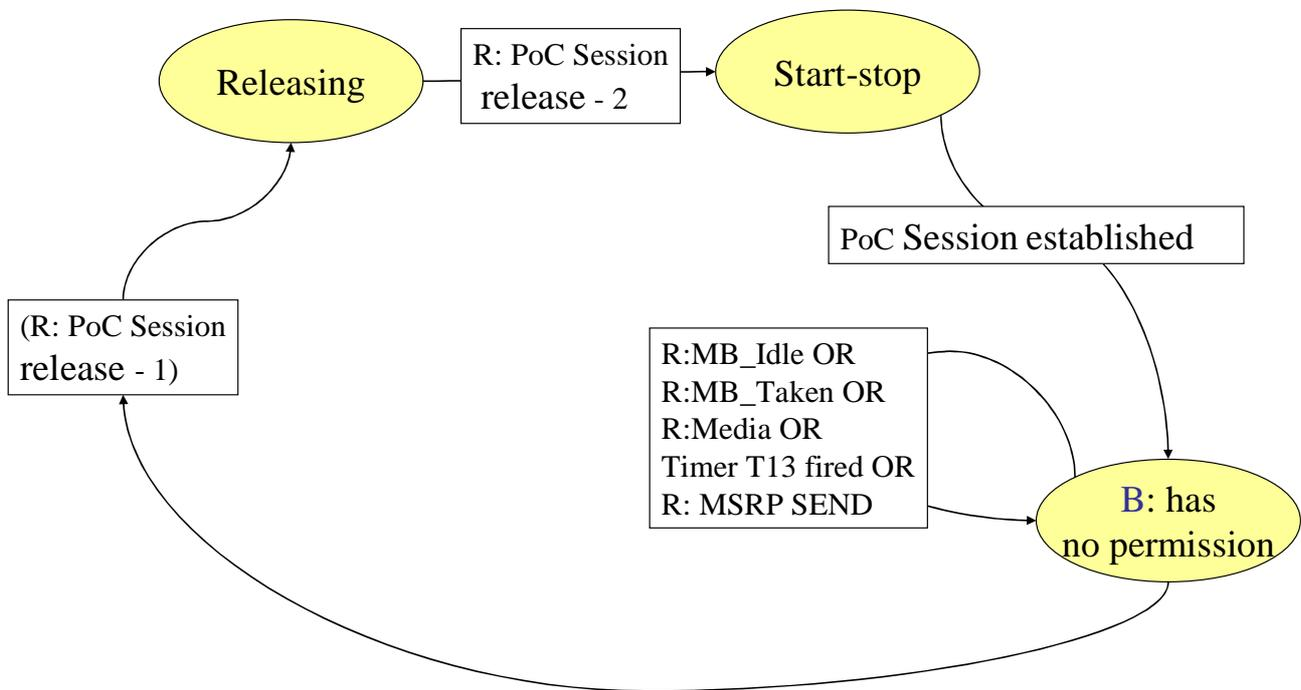 Releasing
R: PoC Session
release - 2
Start-stop
PoC Session established
(R: PoC Session
release - 1)
R:MB_Idle OR
R:MB_Taken OR
R:Media OR
Timer T13 fired OR
R: MSRP SEND
B: has
no permission